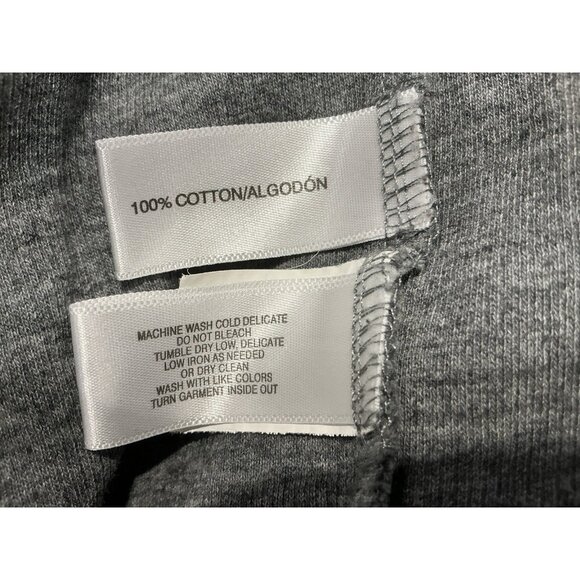 100% COTTON/ALGODÓN
MACHINE WASH COLD DELICATE
DO NOT BLEACH
TUMBLE DRY LOW, DELICATE
LOW IRON AS NEEDED
OR DRY CLEAN
WASH WITH LIKE COLORS
TURN GARMENT INSIDE OUT